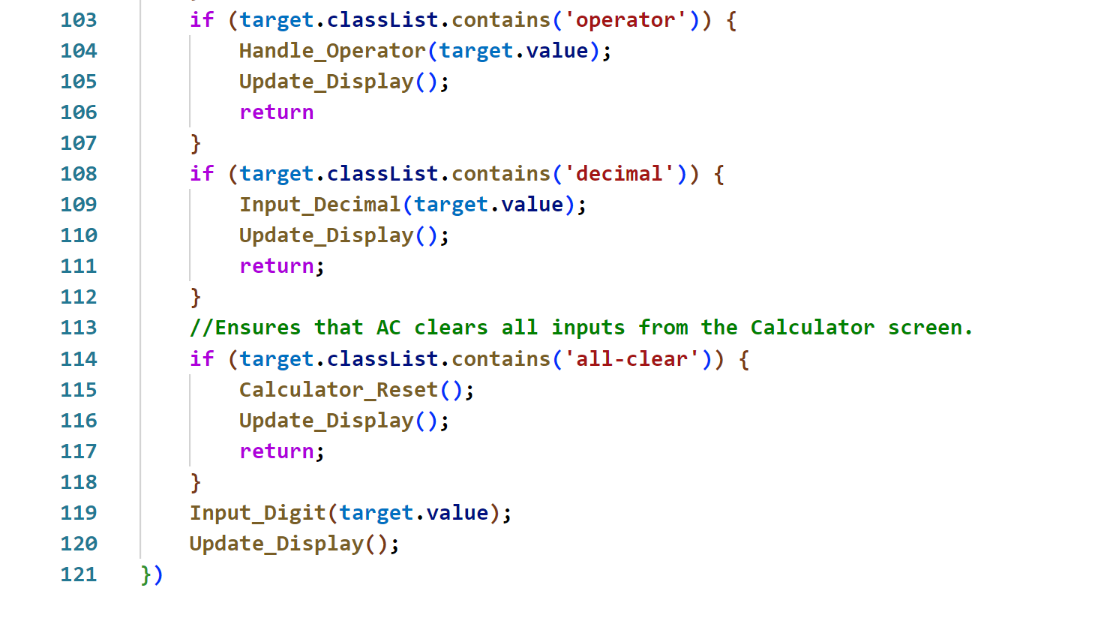 103 if (target.classList.contains('operator')) {
104 Handle_Operator(target.value);
105 Update_Display();
106 return
107 }
108 if (target.classList.contains('decimal')) {
109 Input_Decimal(target.value);
110 Update_Display();
111 return;
112 }
113 //Ensures that AC clears all inputs from the Calculator screen.
114 if (target.classList.contains('all-clear')) {
115 Calculator_Reset();
116 Update_Display();
117 return;
118 }
119 Input_Digit(target.value);
120 Update_Display();
121 })